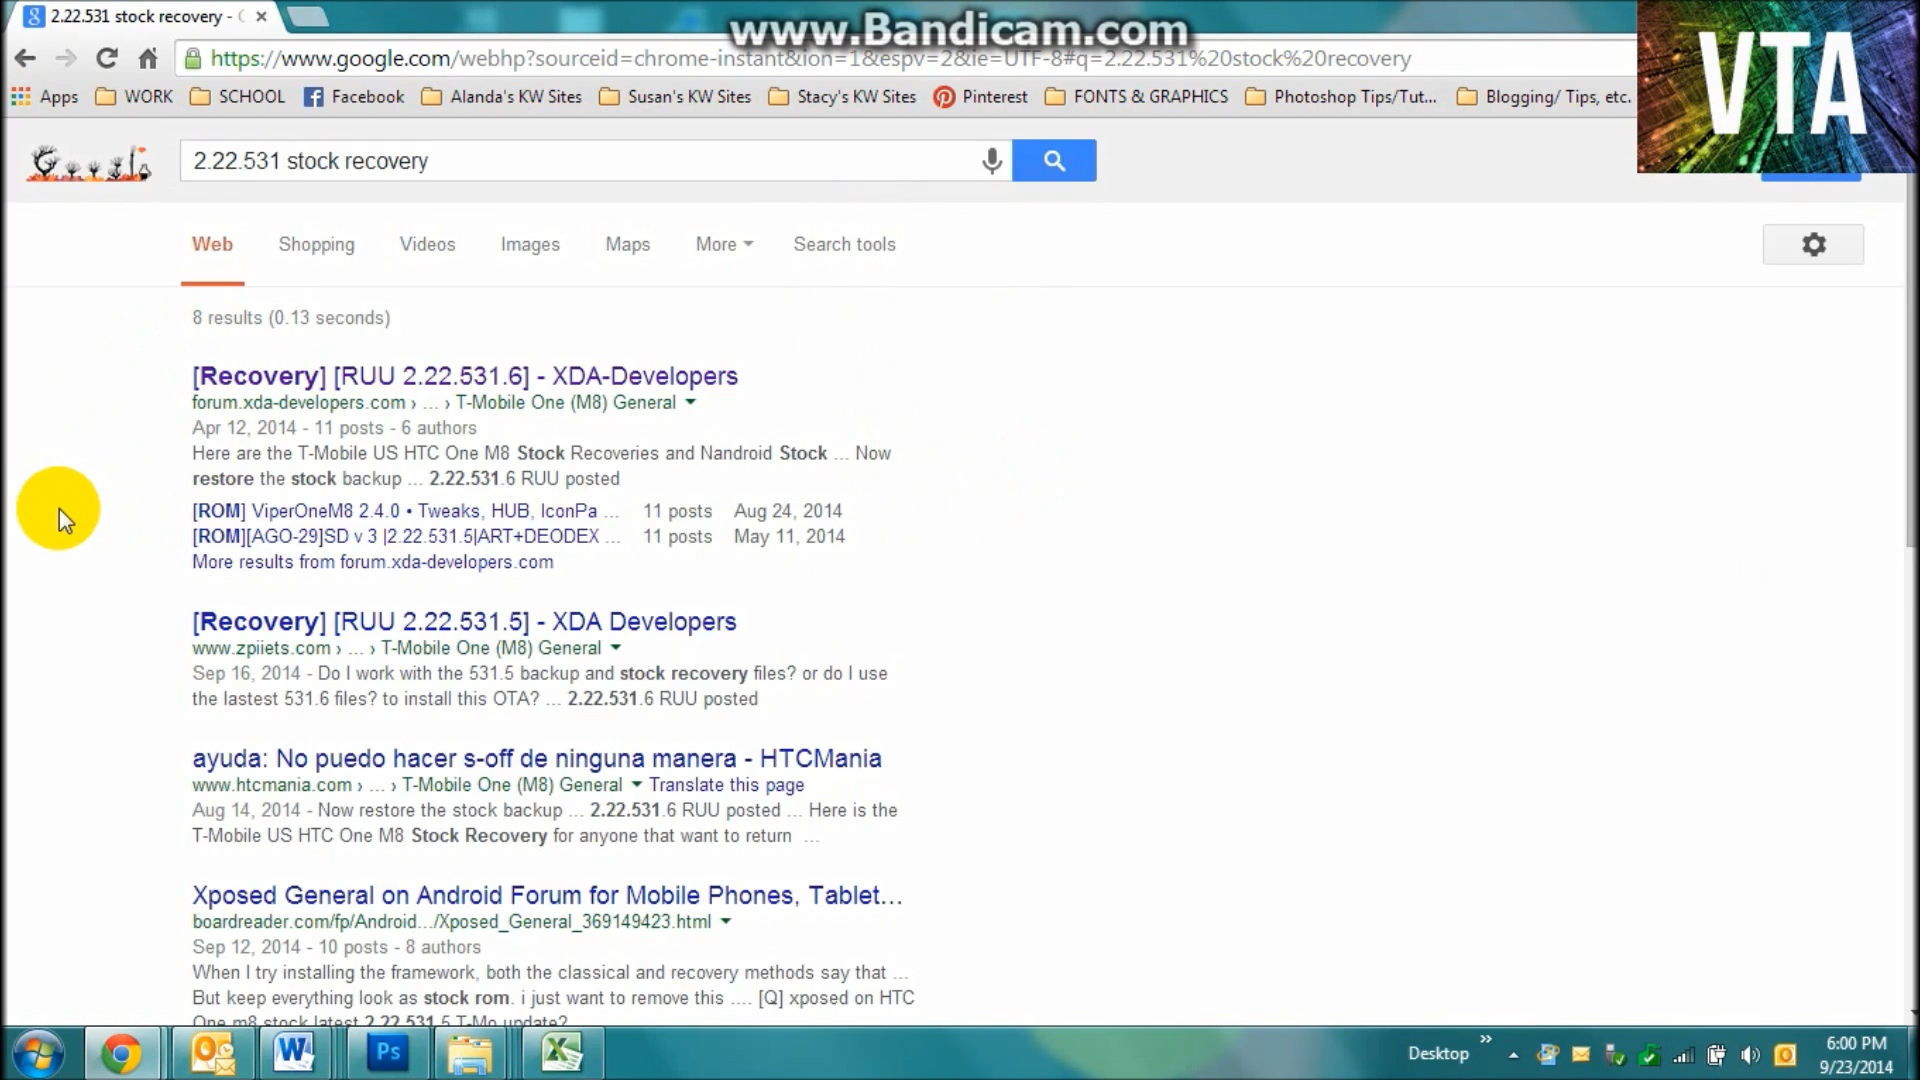 2.22.531 stock recovery -
www.Bandicam.com
VTA
https://www.google.com/webhp?sourceid=chrome-instant&ion=1&espv=2&ie=UTF-8#q=2.22.531%20stock%20recovery
Apps WORK SCHOOL Facebook Alanda's KW Sites Susan's KW Sites Stacy's KW Sites Pinterest FONTS & GRAPHICS Photoshop Tips/Tut... Blogging/ Tips, etc.
2.22.531 stock recovery
Web Shopping Videos Images Maps More Search tools
8 results (0.13 seconds)
[Recovery] [RUU 2.22.531.6] - XDA-Developers
forum.xda-developers.com › ... › T-Mobile One (M8) General
Apr 12, 2014 - 11 posts - 6 authors
Here are the T-Mobile US HTC One M8 Stock Recoveries and Nandroid Stock ... Now
restore the stock backup ... 2.22.531.6 RUU posted
[ROM] ViperOneM8 2.4.0 • Tweaks, HUB, IconPa ... 11 posts Aug 24, 2014
[ROM][AGO-29]SD v 3 |2.22.531.5|ART+DEODEX ... 11 posts May 11, 2014
More results from forum.xda-developers.com
[Recovery] [RUU 2.22.531.5] - XDA Developers
www.zpiiets.com › ... › T-Mobile One (M8) General
Sep 16, 2014 - Do I work with the 531.5 backup and stock recovery files? or do I use
the lastest 531.6 files? to install this OTA? ... 2.22.531.6 RUU posted
ayuda: No puedo hacer s-off de ninguna manera - HTCMania
www.htcmania.com › ... › T-Mobile One (M8) General Translate this page
Aug 14, 2014 - Now restore the stock backup ... 2.22.531.6 RUU posted ... Here is the
T-Mobile US HTC One M8 Stock Recovery for anyone that want to return ...
Xposed General on Android Forum for Mobile Phones, Tablet...
boardreader.com/fp/Android.../Xposed_General_369149423.html
Sep 12, 2014 - 10 posts - 8 authors
When I try installing the framework, both the classical and recovery methods say that ...
But keep everything look as stock rom. i just want to remove this .... [Q] xposed on HTC
One m8 stock latest 2.22.531.5 T-Mo update?
Ps
Desktop
6:00 PM
9/23/2014